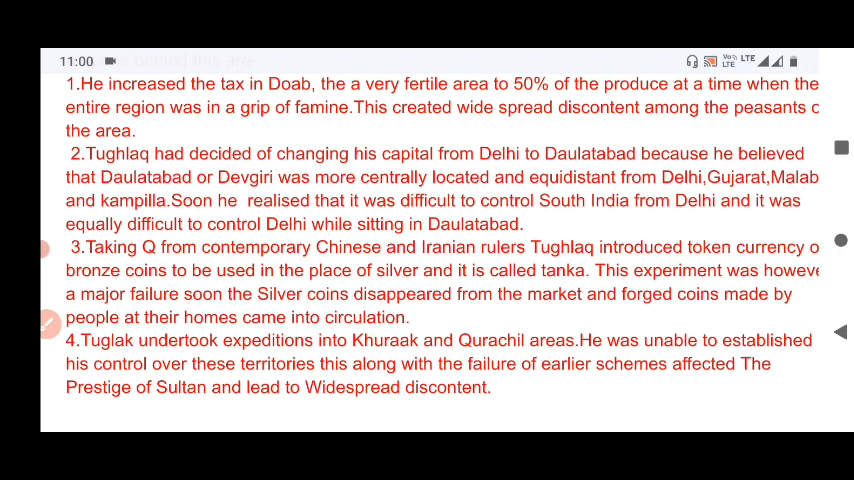 11:00
Vo)) LTE
LTE
1.He increased the tax in Doab, the a very fertile area to 50% of the produce at a time when the
entire region was in a grip of famine.This created wide spread discontent among the peasants
the area.
2.Tughlaq had decided of changing his capital from Delhi to Daulatabad because he believed
that Daulatabad or Devgiri was more centrally located and equidistant from Delhi,Gujarat,Malab
and kampilla.Soon he realised that it was difficult to control South India from Delhi and it was
equally difficult to control Delhi while sitting in Daulatabad.
3.Taking Q from contemporary Chinese and Iranian rulers Tughlaq introduced token currency
bronze coins to be used in the place of silver and it is called tanka. This experiment was howeve
a major failure soon the Silver coins disappeared from the market and forged coins made by
people at their homes came into circulation.
4.Tuglak undertook expeditions into Khuraak and Qurachil areas.He was unable to established
his control over these territories this along with the failure of earlier schemes affected The
Prestige of Sultan and lead to Widespread discontent.